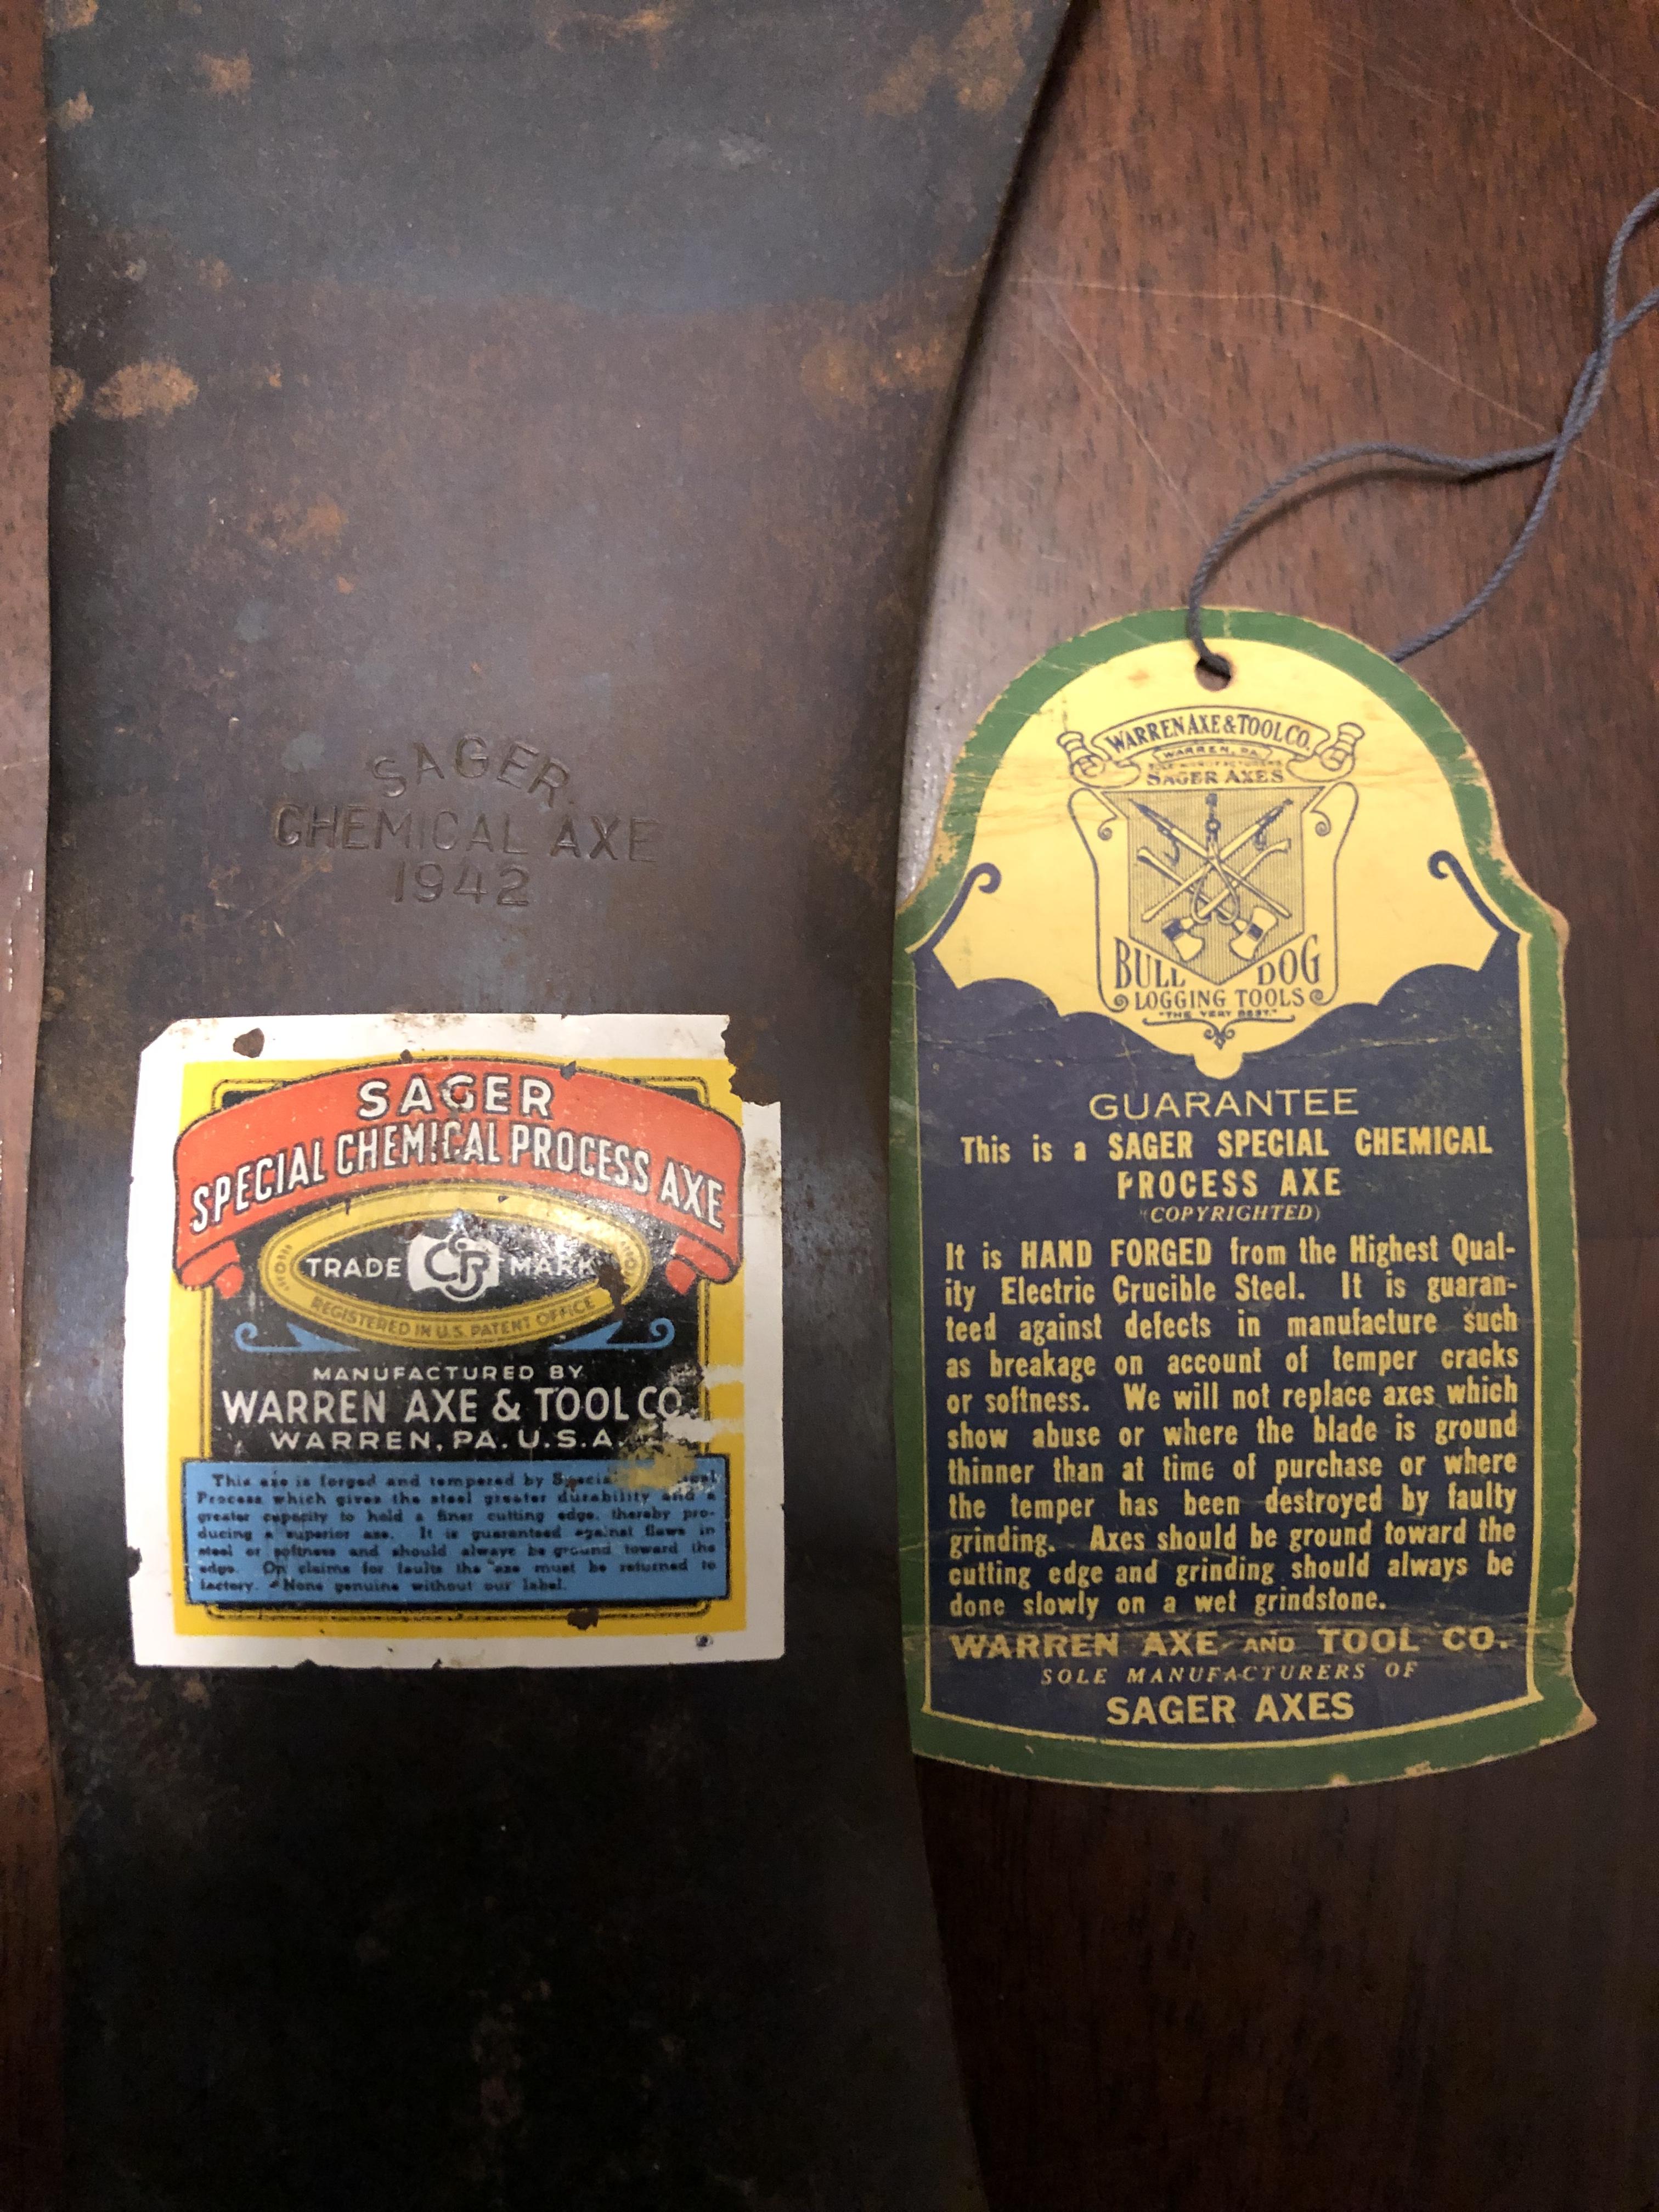 SAGER
CHEMICAL AXE
1942
SAGER
SPECIAL CHEMICAL PROCESS AXE
TRADE MARK
REGISTERED IN U.S. PATENT OFFICE
MANUFACTURED BY
WARREN AXE & TOOL CO.
WARREN, PA. U.S.A.
This axe is forged and tempered by Special
Process which gives the steel greater durability and a
greater capacity to hold a finer cutting edge, thereby pro-
ducing a superior axe. It is guaranteed against flaws in
steel or softness and should always be ground toward the
edge. On claims for faults the axe must be returned to
factory. None genuine without our label.
WARREN AXE & TOOL CO.
WARREN, PA.
SOLE MANUFACTURERS
SAGER AXES
BULL DOG
LOGGING TOOLS
"THE VERY BEST."
GUARANTEE
This is a SAGER SPECIAL CHEMICAL
PROCESS AXE
(COPYRIGHTED)
It is HAND FORGED from the Highest Qual-
ity Electric Crucible Steel. It is guaran-
teed against defects in manufacture such
as breakage on account of temper cracks
or softness. We will not replace axes which
show abuse or where the blade is ground
thinner than at time of purchase or where
the temper has been destroyed by faulty
grinding. Axes should be ground toward the
cutting edge and grinding should always be
done slowly on a wet grindstone.
WARREN AXE AND TOOL CO.
SOLE MANUFACTURERS OF
SAGER AXES